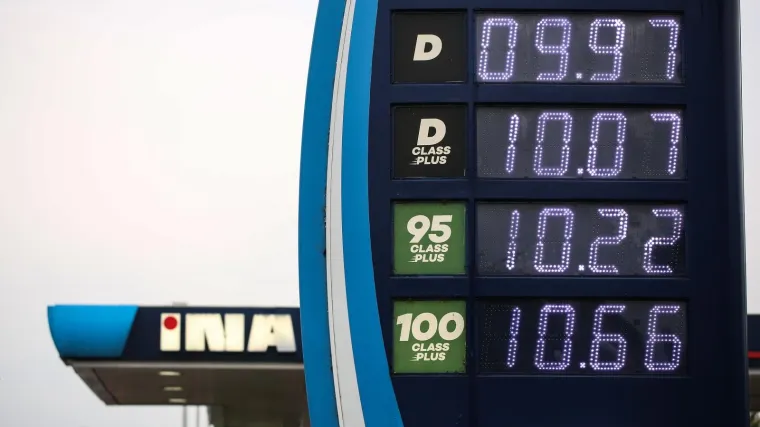 D 09.97
D CLASS PLUS 10.07
95 CLASS PLUS 10.22
100 CLASS PLUS 10.66
INA